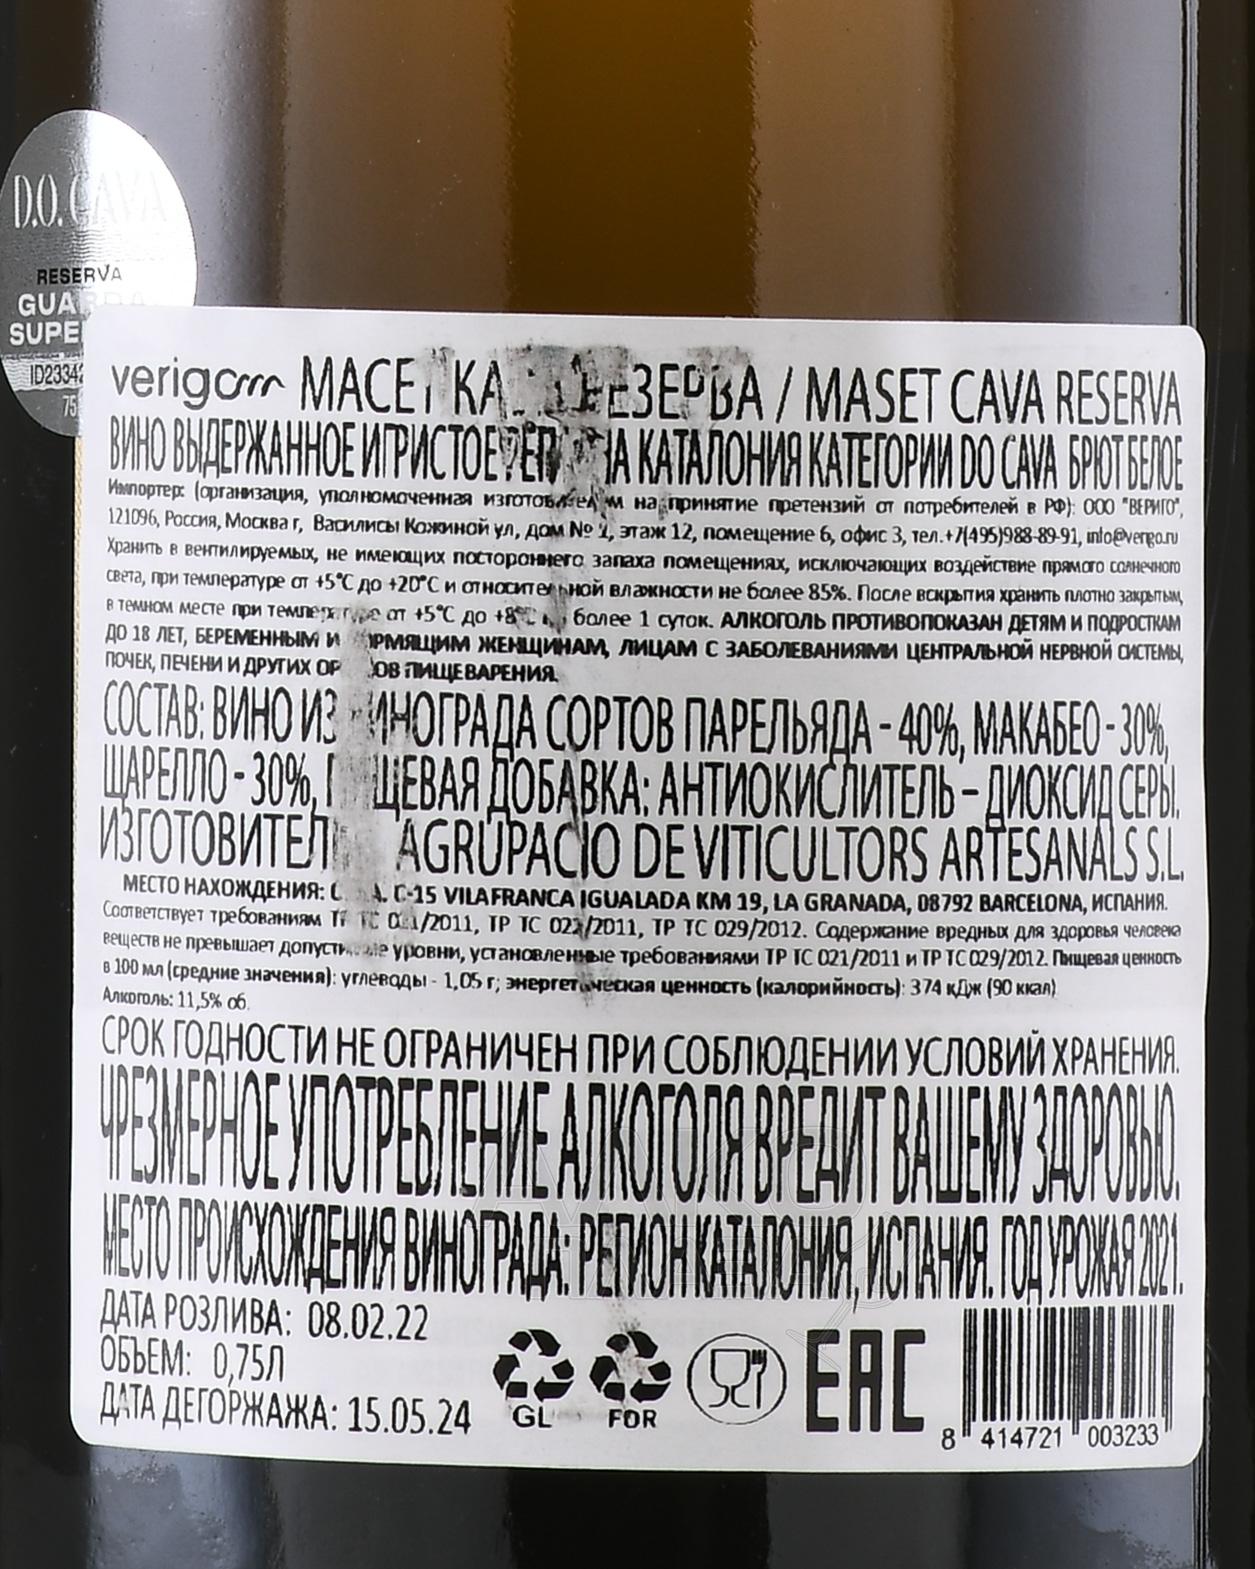 D.O. CAVA
RESERVA
ID2334
75
verigo МАСЕТ / MASET CAVA RESERVA
ВИНО ВЫДЕРЖАННОЕ ИГРИСТОЕ КАТАЛОНИЯ КАТЕГОРИИ DO CAVA БРЮТ БЕЛОЕ
Импортер: (организация, уполномоченная изготовителем на принятие претензий от потребителей в РФ): ООО "ВЕРИГО",
121096, Россия, Москва г, Василисы Кожиной ул, дом № 1, этаж 12, помещение 6, офис 3, тел.+7(495)988-89-91, info@verigo.ru
Хранить в вентилируемых, не имеющих постороннего запаха помещениях, исключающих воздействие прямого солнечного
света, при температуре от +5°С до +20°С и относительной влажности не более 85%. После вскрытия хранить плотно закрытым,
в темном месте при температуре от +5°С до +8°С более 1 суток. АЛКОГОЛЬ ПРОТИВОПОКАЗАН ДЕТЯМ И ПОДРОСТКАМ
ДО 18 ЛЕТ, БЕРЕМЕННЫМ И КОРМЯЩИМ ЖЕНЩИНАМ, ЛИЦАМ С ЗАБОЛЕВАНИЯМИ ЦЕНТРАЛЬНОЙ НЕРВНОЙ СИСТЕМЫ,
ПОЧЕК, ПЕЧЕНИ И ДРУГИХ ОРГАНОВ ПИЩЕВАРЕНИЯ.
СОСТАВ: ВИНО ИЗ ВИНОГРАДА СОРТОВ ПАРЕЛЬЯДА - 40%, МАКАБЕО - 30%,
ШАРЕЛЛО - 30%, ПИЩЕВАЯ ДОБАВКА: АНТИОКИСЛИТЕЛЬ – ДИОКСИД СЕРЫ.
ИЗГОТОВИТЕЛЬ AGRUPACIO DE VITICULTORS ARTESANALS S.L.
МЕСТО НАХОЖДЕНИЯ: C-15 VILAFRANCA IGUALADA KM 19, LA GRANADA, 08792 BARCELONA, ИСПАНИЯ.
Соответствует требованиям ТР ТС 021/2011, ТР ТС 022/2011, ТР ТС 029/2012. Содержание вредных для здоровья человека
веществ не превышает допустимые уровни, установленные требованиями ТР ТС 021/2011 и ТР ТС 029/2012. Пищевая ценность
в 100 мл (средние значения): углеводы - 1,05 г; энергетическая ценность (калорийность): 374 кДж (90 ккал)
Алкоголь: 11,5% об.
СРОК ГОДНОСТИ НЕ ОГРАНИЧЕН ПРИ СОБЛЮДЕНИИ УСЛОВИЙ ХРАНЕНИЯ.
ЧРЕЗМЕРНОЕ УПОТРЕБЛЕНИЕ АЛКОГОЛЯ ВРЕДИТ ВАШЕМУ ЗДОРОВЬЮ.
МЕСТО ПРОИСХОЖДЕНИЯ ВИНОГРАДА: РЕГИОН КАТАЛОНИЯ, ИСПАНИЯ. ГОД УРОЖАЯ 2021.
ДАТА РОЗЛИВА: 08.02.22
ОБЪЕМ: 0,75Л
ДАТА ДЕГОРЖАЖА: 15.05.24
GL FOR EAC
8 414721 003233